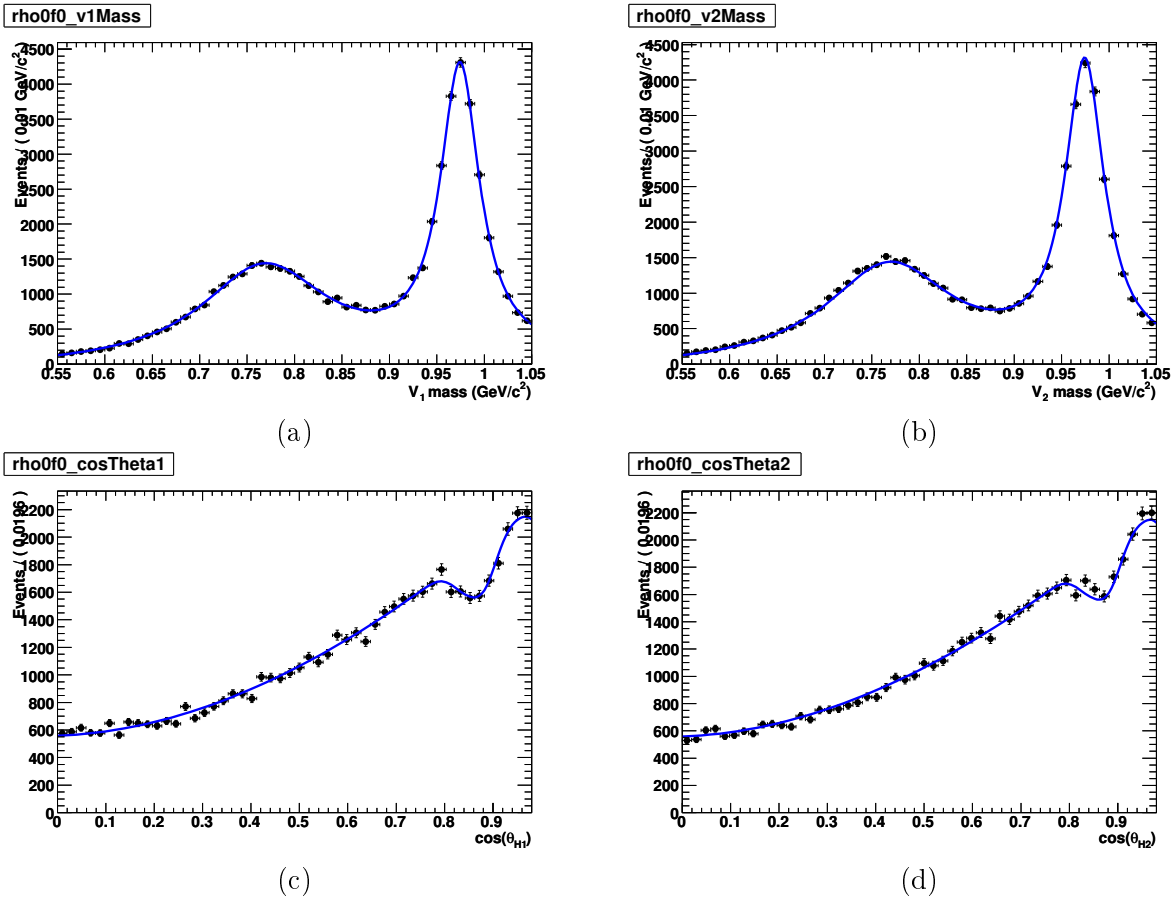 rho0f0_v1Mass
Events / ( 0.01 GeV/c² )
4500
4000
3500
3000
2500
2000
1500
1000
500
0
0.55 0.6 0.65 0.7 0.75 0.8 0.85 0.9 0.95 1 1.05
V1 mass (GeV/c²)
(a)
rho0f0_v2Mass
Events / ( 0.01 GeV/c² )
4500
4000
3500
3000
2500
2000
1500
1000
500
0
0.55 0.6 0.65 0.7 0.75 0.8 0.85 0.9 0.95 1 1.05
V2 mass (GeV/c²)
(b)
rho0f0_cosTheta1
Events / ( 0.0196 )
2200
2000
1800
1600
1400
1200
1000
800
600
400
200
0
0 0.1 0.2 0.3 0.4 0.5 0.6 0.7 0.8 0.9
cos(θH1)
(c)
rho0f0_cosTheta2
Events / ( 0.0196 )
2200
2000
1800
1600
1400
1200
1000
800
600
400
200
0
0 0.1 0.2 0.3 0.4 0.5 0.6 0.7 0.8 0.9
cos(θH2)
(d)